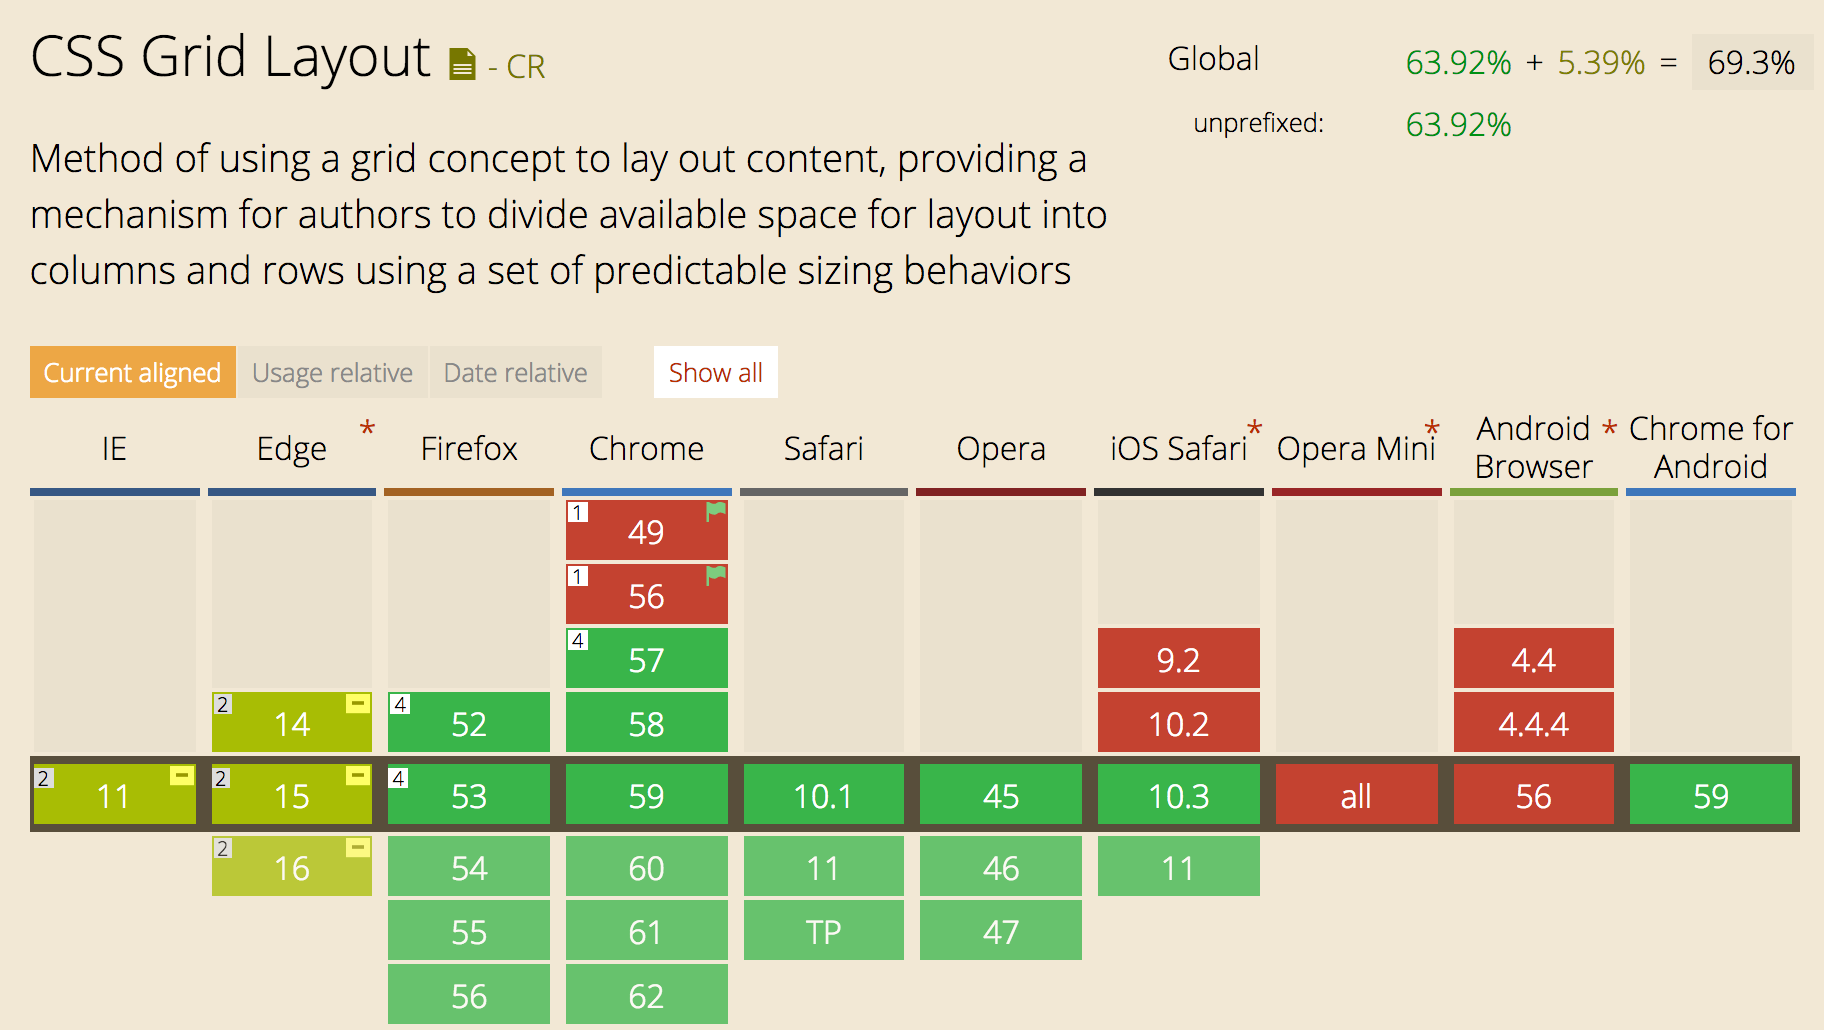 CSS Grid Layout - CR
Global 63.92% + 5.39% = 69.3%
unprefixed: 63.92%
Method of using a grid concept to lay out content, providing a
mechanism for authors to divide available space for layout into
columns and rows using a set of predictable sizing behaviors
Current aligned Usage relative Date relative Show all
IE Edge * Firefox Chrome Safari Opera iOS Safari * Opera Mini * Android Browser * Chrome for Android
1 49
1 56
4 57 9.2 4.4
2 14 - 4 52 58 10.2 4.4.4
2 11 - 2 15 - 4 53 59 10.1 45 10.3 all 56 59
2 16 - 54 60 11 46 11
55 61 TP 47
56 62